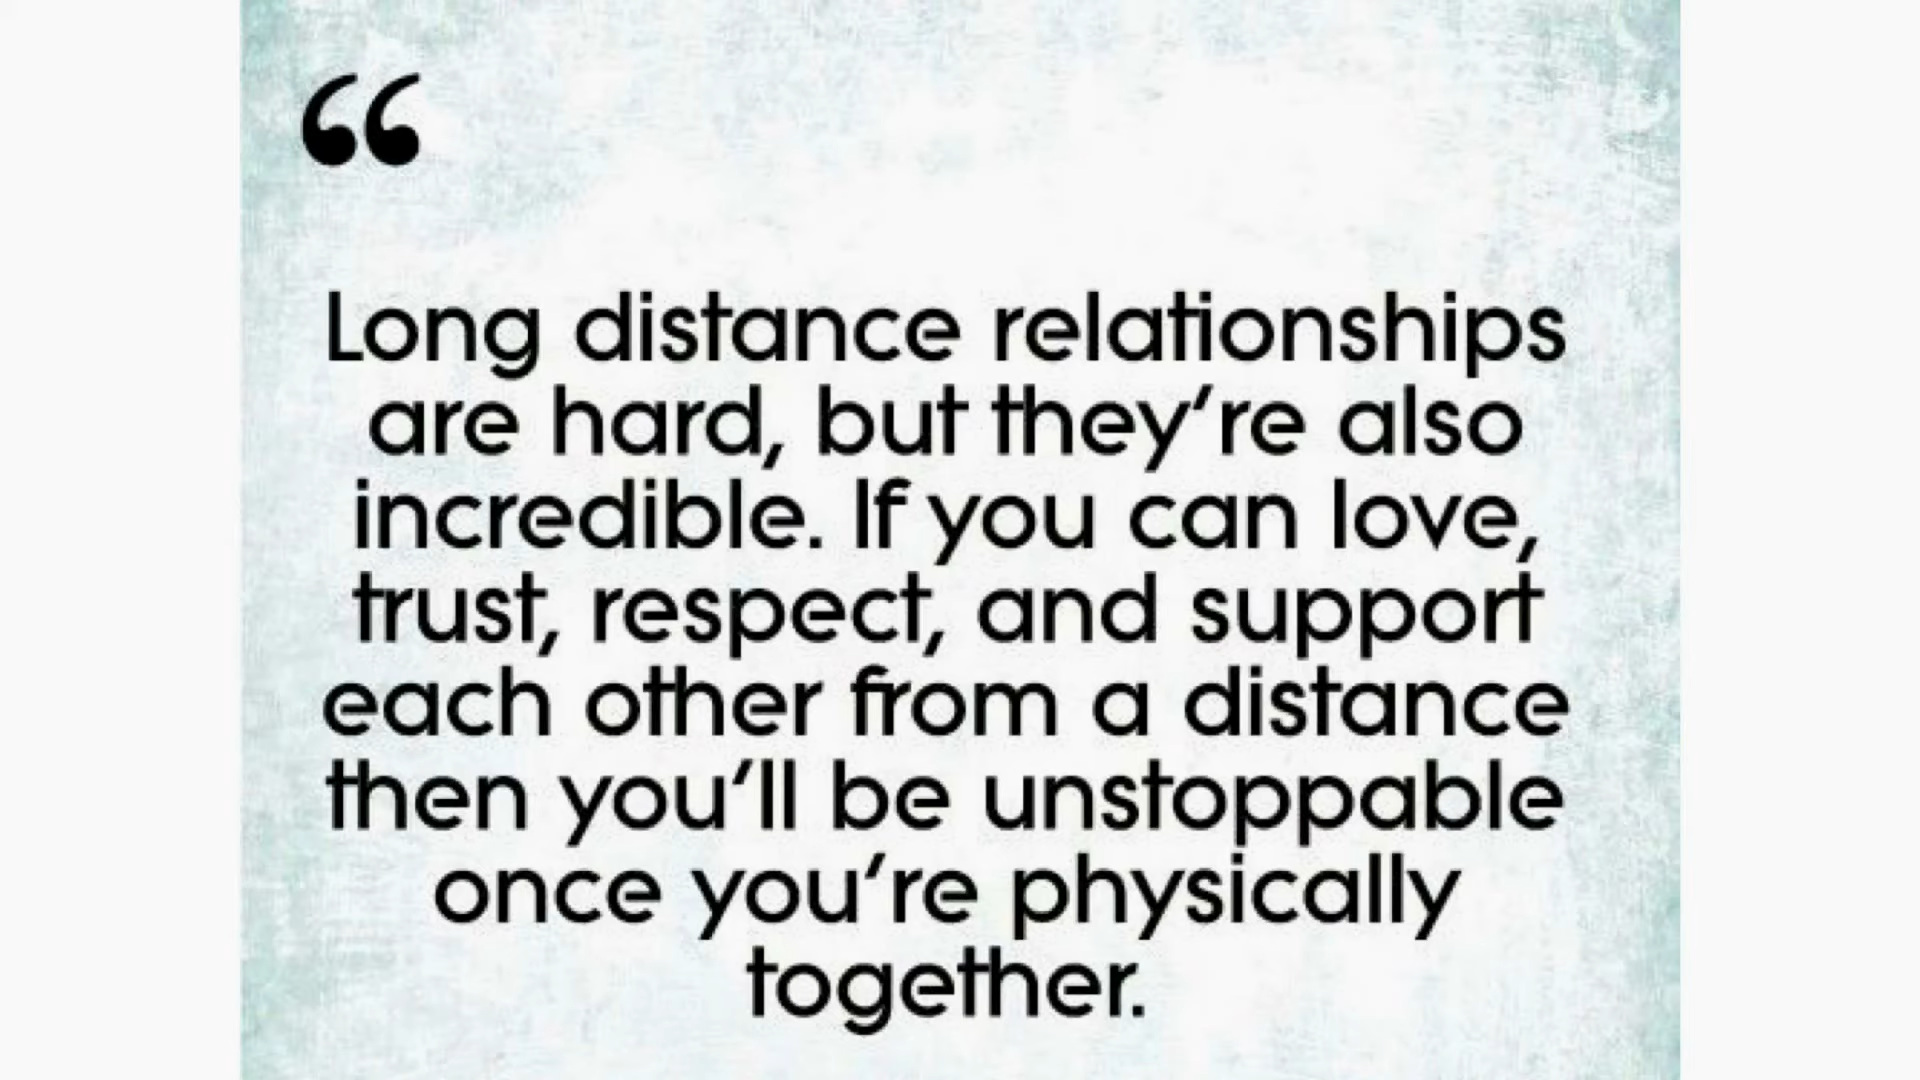 “
Long distance relationships
are hard, but they’re also
incredible. If you can love,
trust, respect, and support
each other from a distance
then you’ll be unstoppable
once you’re physically
together.